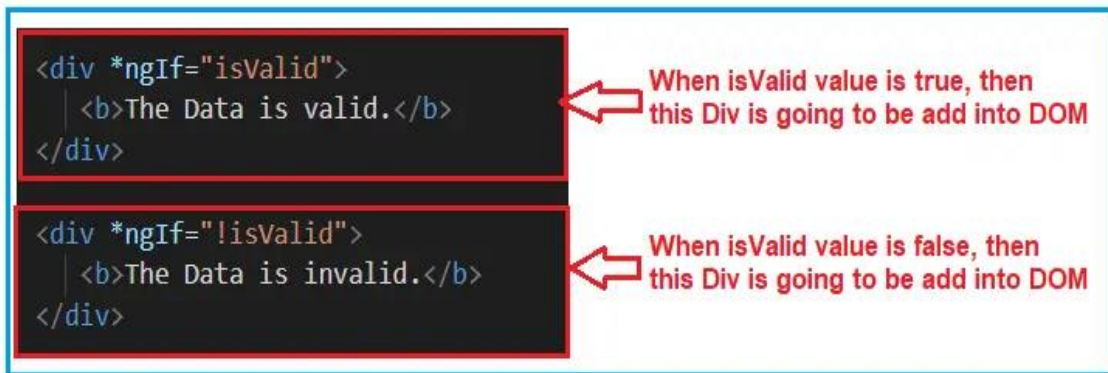 <div *ngIf="isValid">
<b>The Data is valid.</b>
</div>
When isValid value is true, then
this Div is going to be add into DOM
<div *ngIf="!isValid">
<b>The Data is invalid.</b>
</div>
When isValid value is false, then
this Div is going to be add into DOM